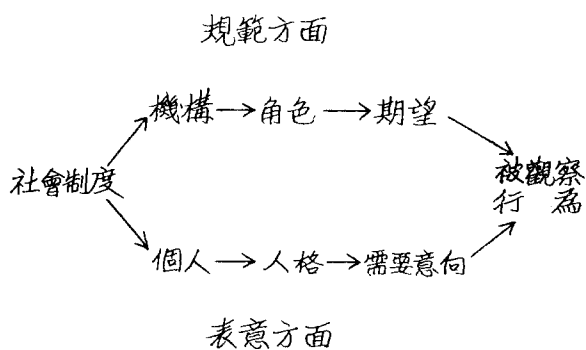 規範方面
機構→角色→期望
社會制度
被觀察
行為
個人→人格→需要意向
表意方面